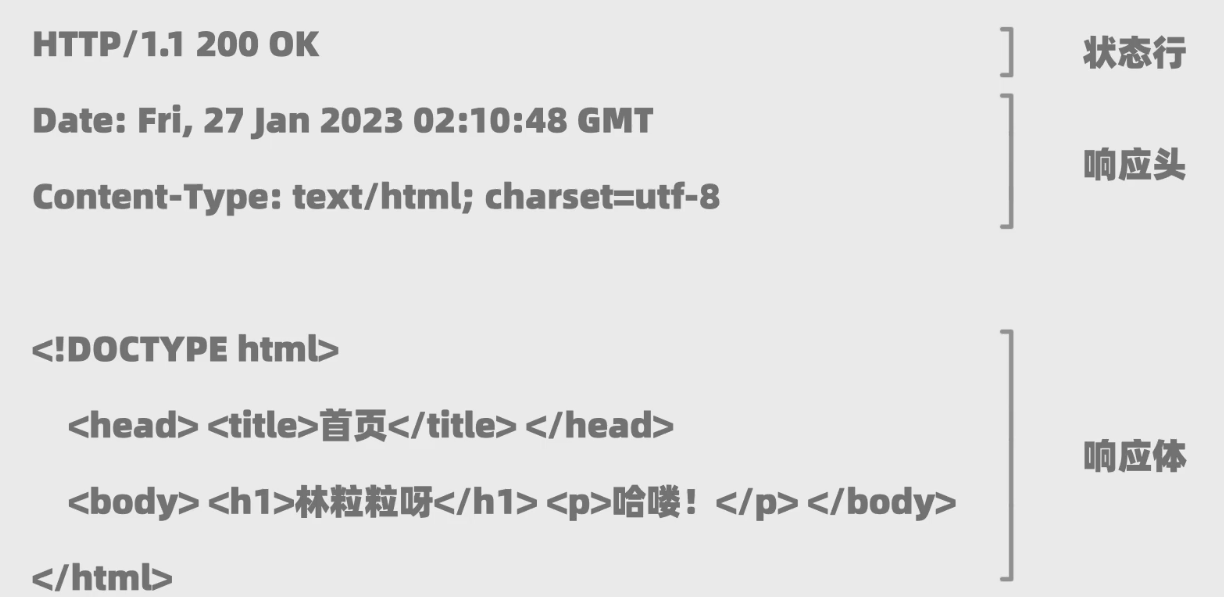 HTTP/1.1 200 OK
状态行
Date: Fri, 27 Jan 2023 02:10:48 GMT
响应头
Content-Type: text/html; charset=utf-8
<!DOCTYPE html>
<head> <title>首页</title> </head>
响应体
<body> <h1>林粒粒呀</h1> <p>哈喽！</p> </body>
</html>